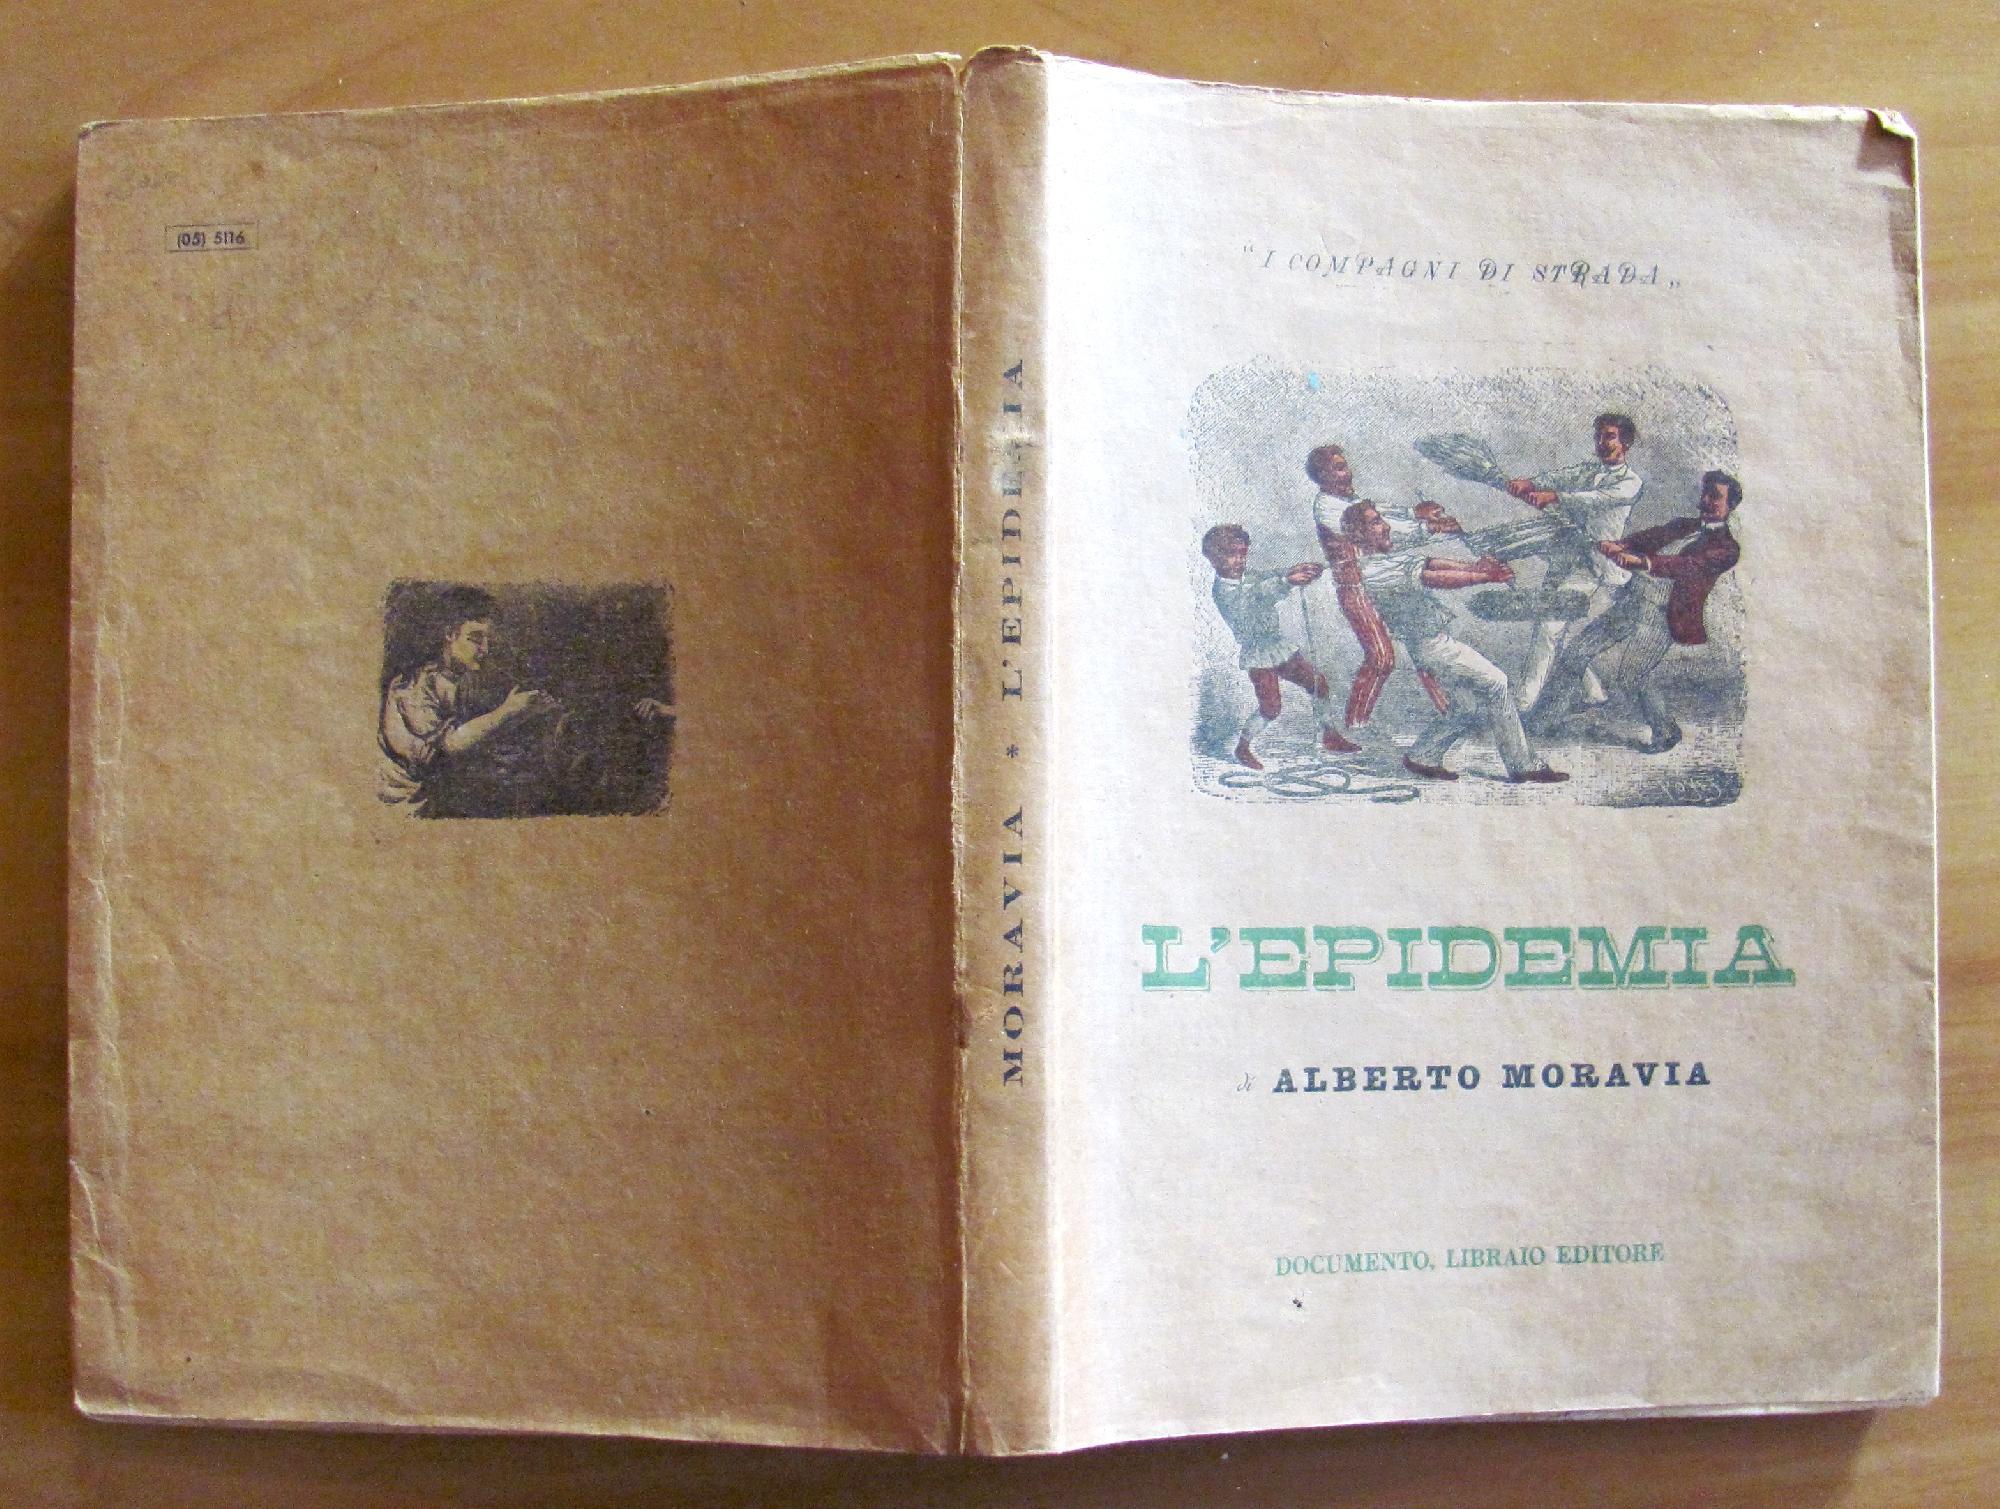 (05) 5116
MORAVIA * L'EPIDEMIA
"I COMPAGNI DI STRADA„
L'EPIDEMIA
di ALBERTO MORAVIA
DOCUMENTO, LIBRAIO EDITORE